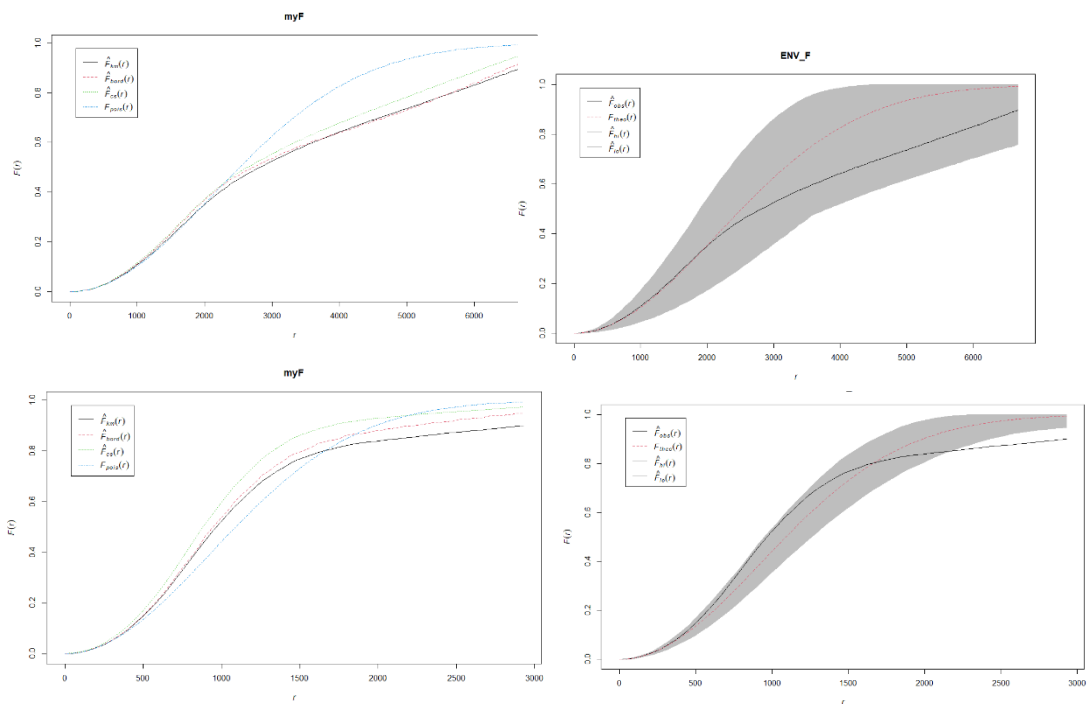 myF
F̂km(r)
F̂bord(r)
F̂cs(r)
Fpois(r)
F(r)
0.0 0.2 0.4 0.6 0.8 1.0
0 1000 2000 3000 4000 5000 6000
r
ENV_F
F̂obs(r)
Ftheo(r)
F̂hi(r)
F̂lo(r)
F(r)
0.0 0.2 0.4 0.6 0.8 1.0
0 1000 2000 3000 4000 5000 6000
r
myF
F̂km(r)
F̂bord(r)
F̂cs(r)
Fpois(r)
F(r)
0.0 0.2 0.4 0.6 0.8 1.0
0 500 1000 1500 2000 2500 3000
r
F̂obs(r)
Ftheo(r)
F̂hi(r)
F̂lo(r)
F(r)
0.0 0.2 0.4 0.6 0.8 1.0
0 500 1000 1500 2000 2500 3000
r